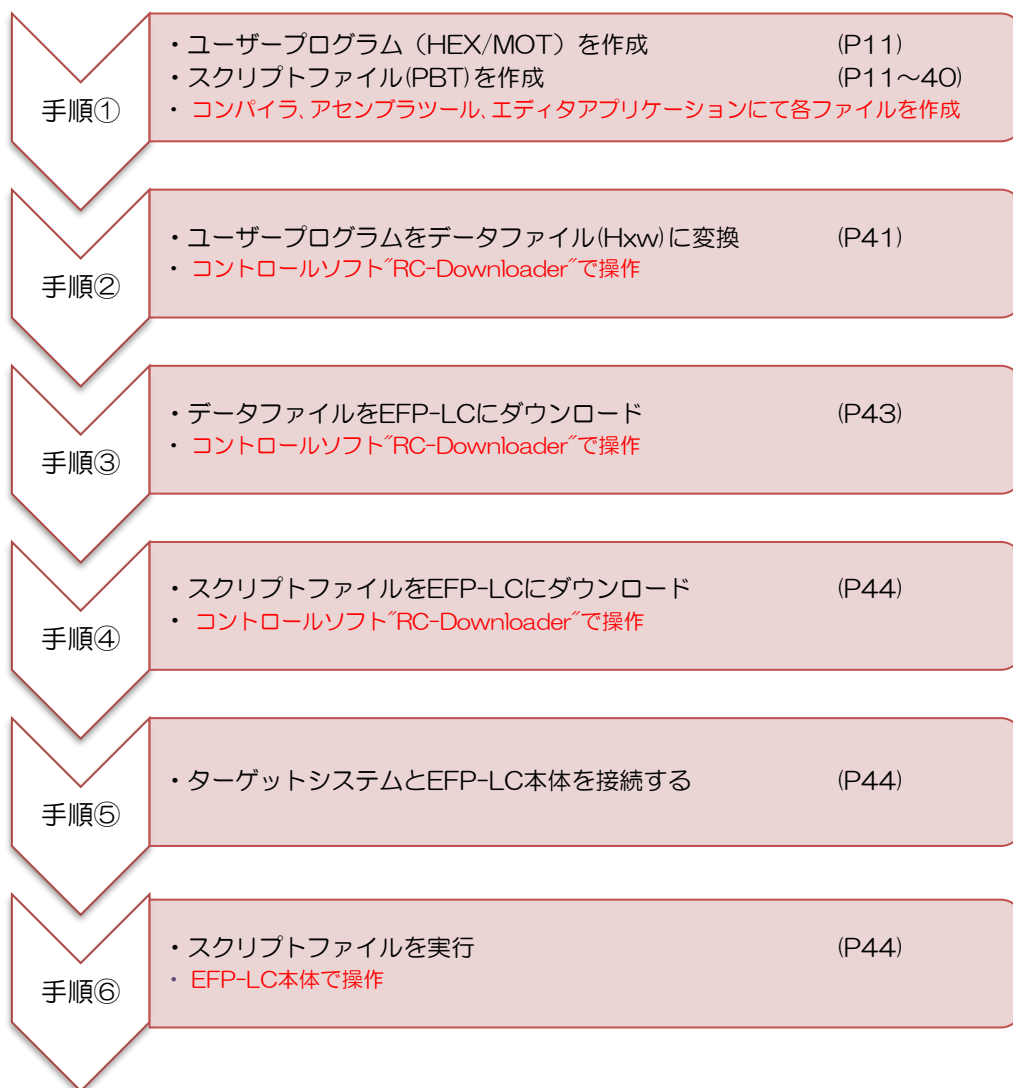 手順①
・ユーザープログラム（HEX/MOT）を作成 (P11)
・スクリプトファイル(PBT)を作成 (P11～40)
・ コンパイラ、アセンブラツール、エディタアプリケーションにて各ファイルを作成
手順②
・ユーザープログラムをデータファイル(Hxw)に変換 (P41)
・ コントロールソフト"RC-Downloader"で操作
手順③
・データファイルをEFP-LCにダウンロード (P43)
・ コントロールソフト"RC-Downloader"で操作
手順④
・スクリプトファイルをEFP-LCにダウンロード (P44)
・ コントロールソフト"RC-Downloader"で操作
手順⑤
・ターゲットシステムとEFP-LC本体を接続する (P44)
手順⑥
・スクリプトファイルを実行 (P44)
・ EFP-LC本体で操作